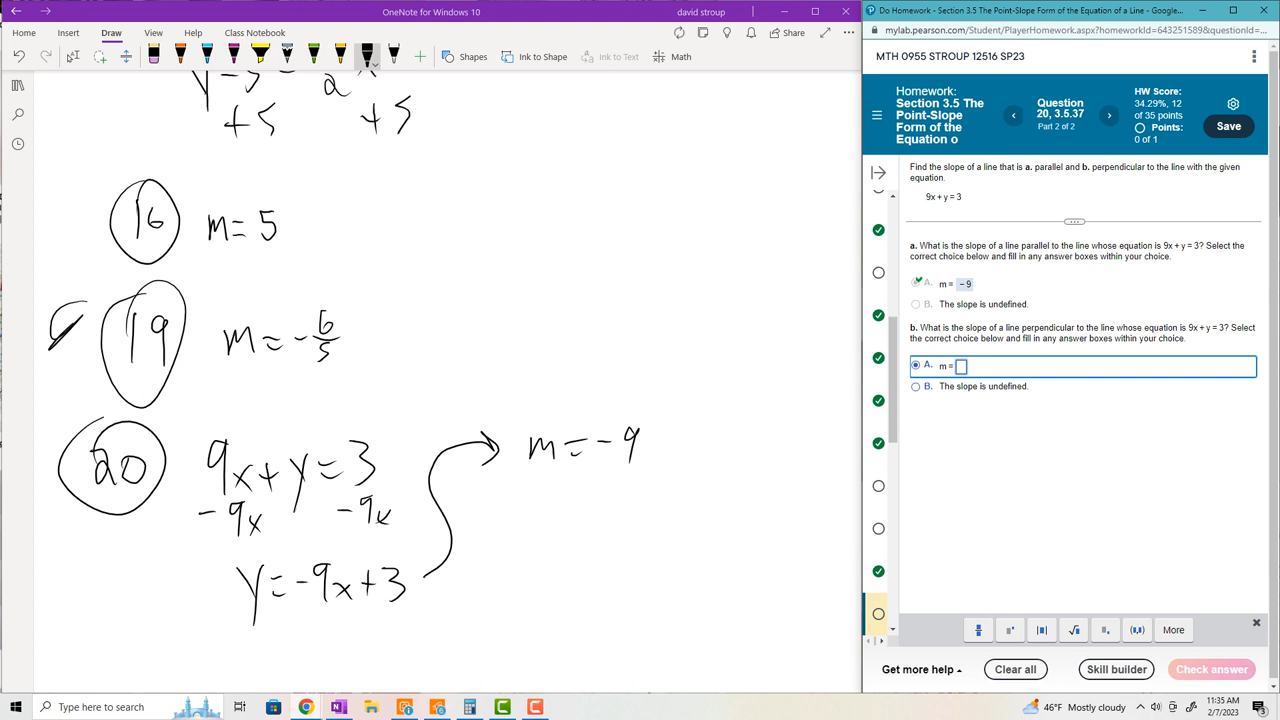 OneNote for Windows 10
david stroup
Home Insert Draw View Help Class Notebook
Share
Shapes Ink to Shape Ink to Text Math
y - 5 = 2 x
+5 +5
16 m = 5
19 m = - 6/5
20 9x + y = 3
-9x -9x
y = -9x + 3
m = -9
Do Homework - Section 3.5 The Point-Slope Form of the Equation of a Line - Google...
mylab.pearson.com/Student/PlayerHomework.aspx?homeworkId=643251589&questionId=...
MTH 0955 STROUP 12516 SP23
Homework:
Section 3.5 The
Point-Slope
Form of the
Equation o
Question
20, 3.5.37
Part 2 of 2
HW Score:
34.29%, 12
of 35 points
Points:
0 of 1
Save
Find the slope of a line that is a. parallel and b. perpendicular to the line with the given
equation.
9x + y = 3
a. What is the slope of a line parallel to the line whose equation is 9x + y = 3? Select the
correct choice below and fill in any answer boxes within your choice.
A. m = -9
B. The slope is undefined.
b. What is the slope of a line perpendicular to the line whose equation is 9x + y = 3? Select
the correct choice below and fill in any answer boxes within your choice.
A. m =
B. The slope is undefined.
More
Get more help Clear all Skill builder Check answer
Type here to search
46°F Mostly cloudy
11:35 AM
2/7/2023